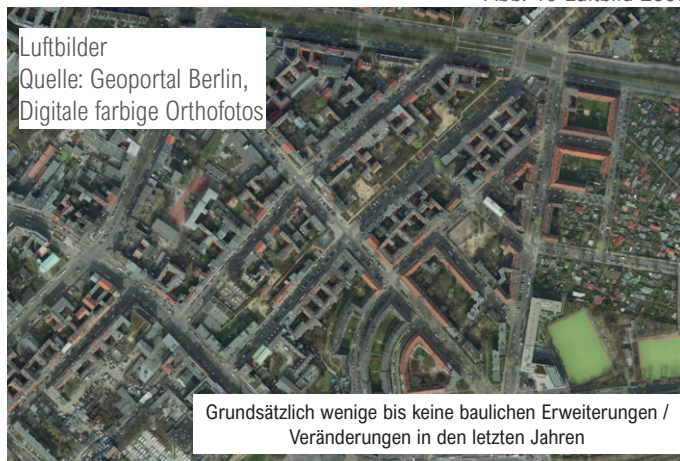 Luftbilder
Quelle: Geoportal Berlin,
Digitale farbige Orthofotos
Grundsätzlich wenige bis keine baulichen Erweiterungen /
Veränderungen in den letzten Jahren